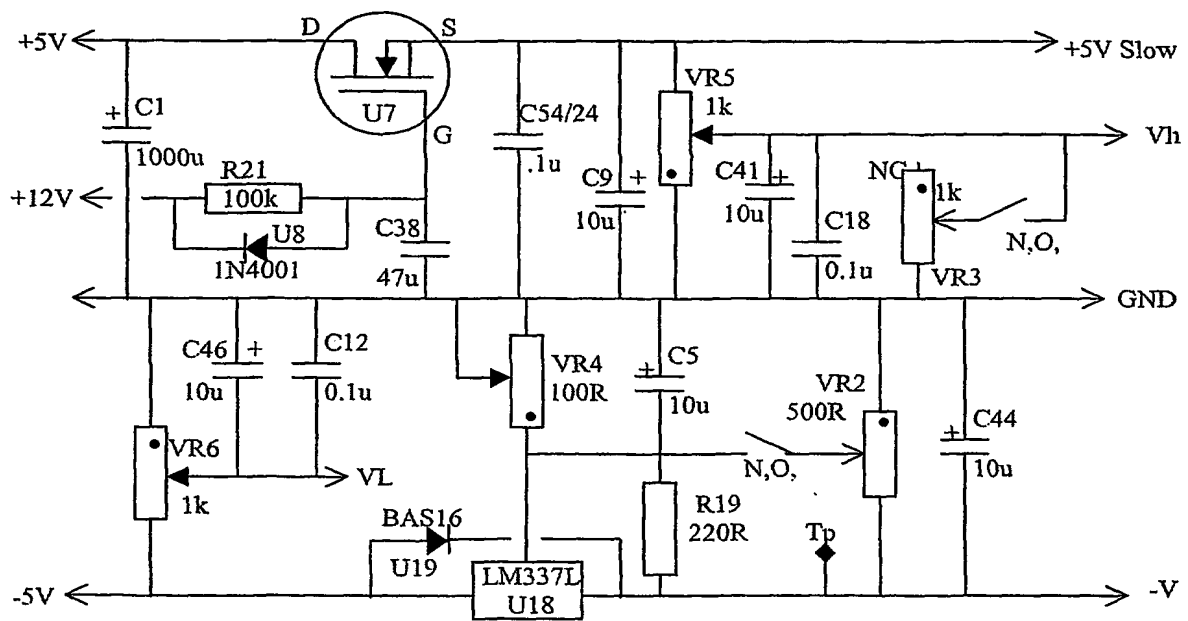 D S
+5V +5V Slow
VR5
1k
C1 + U7 C54/24
G
1000u .1u Vh
R21 C9 + C41 + NC
+12V 100k 1k
U8 C38 10u 10u C18
1N4001 N,O,
47u 0.1u VR3
GND
C46 + C12 VR4 C5
100R + VR2
10u 0.1u 10u 500R
C44
VR6 +
VL N,O, 10u
1k
R19
BAS16 220R Tp
U19
LM337L
-5V U18 -V